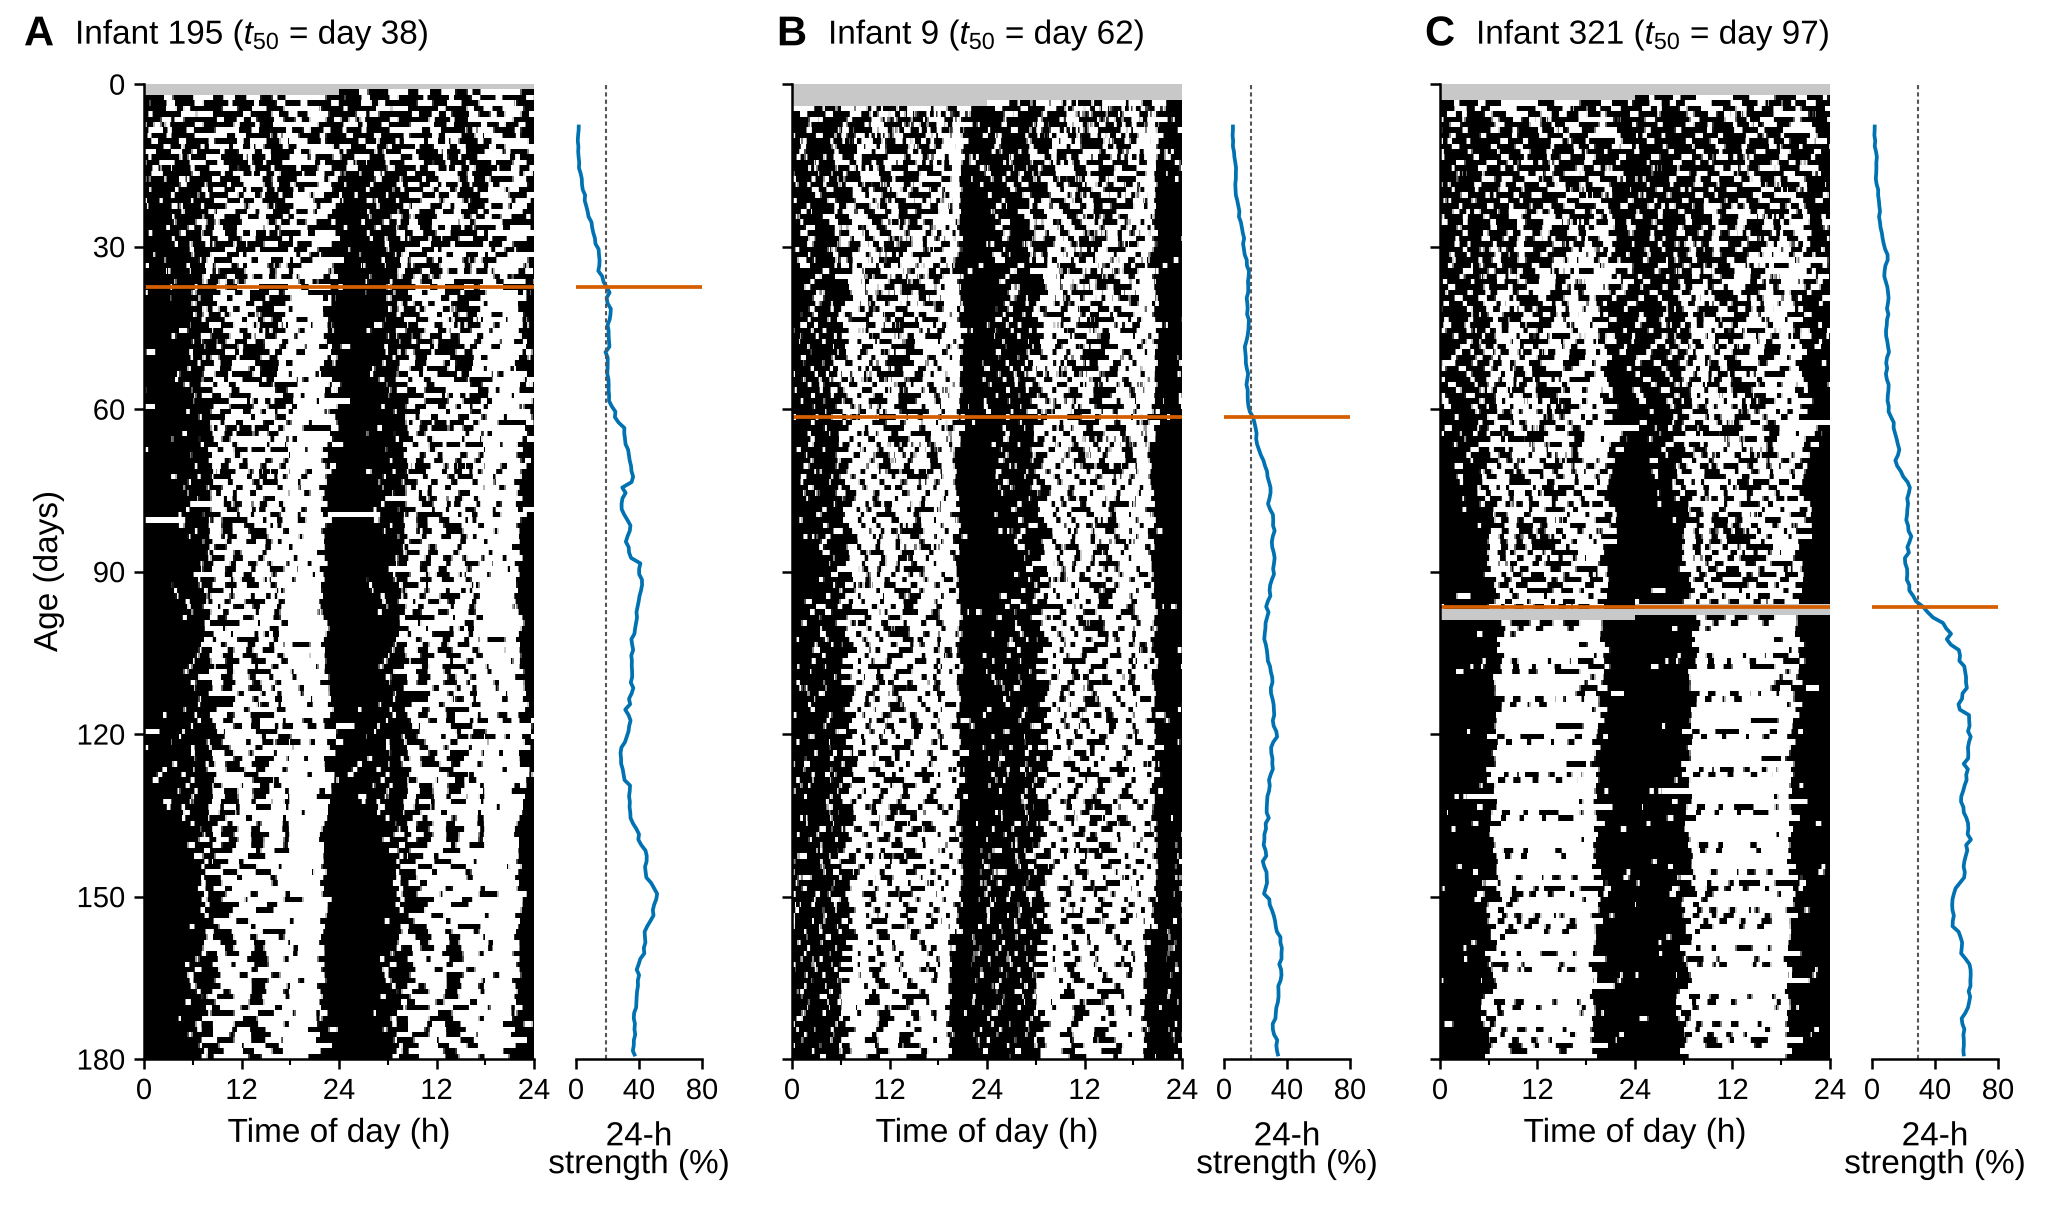 A Infant 195 (t50 = day 38)
B Infant 9 (t50 = day 62)
C Infant 321 (t50 = day 97)
Age (days)
0
30
60
90
120
150
180
0 12 24 12 24 0 40 80 0 12 24 12 24 0 40 80 0 12 24 12 24 0 40 80
Time of day (h)
24-h
strength (%)
Time of day (h)
24-h
strength (%)
Time of day (h)
24-h
strength (%)